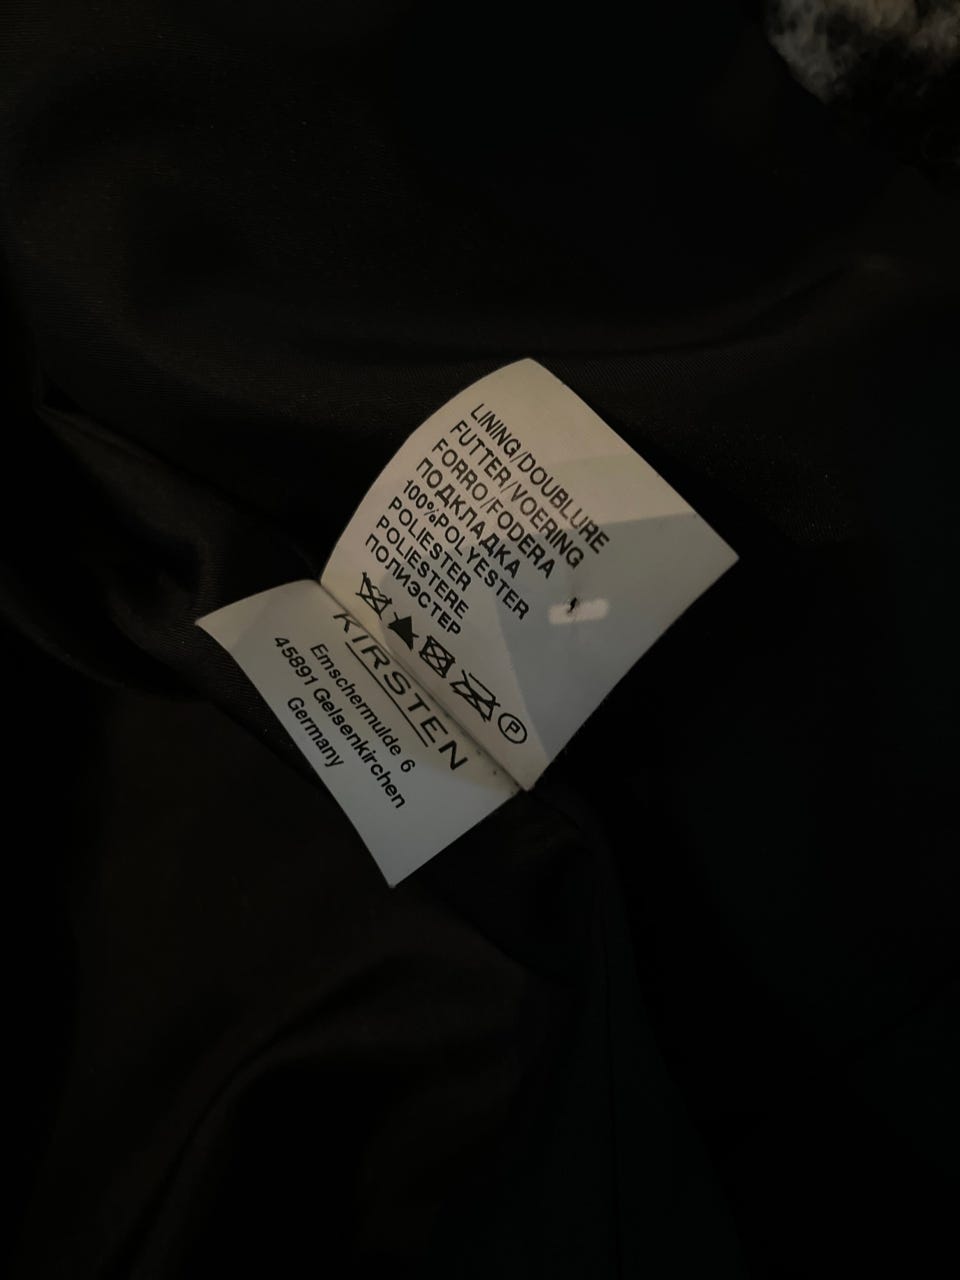 LINING/DOUBLURE
FUTTER/VOERING
FORRO/FODERA
ПОДКЛАДКА
100%POLYESTER
POLIESTER
POLIESTERE
ПОЛИЭСТЕР
P
KIRSTEN
Emschermulde 6
45891 Gelsenkirchen
Germany